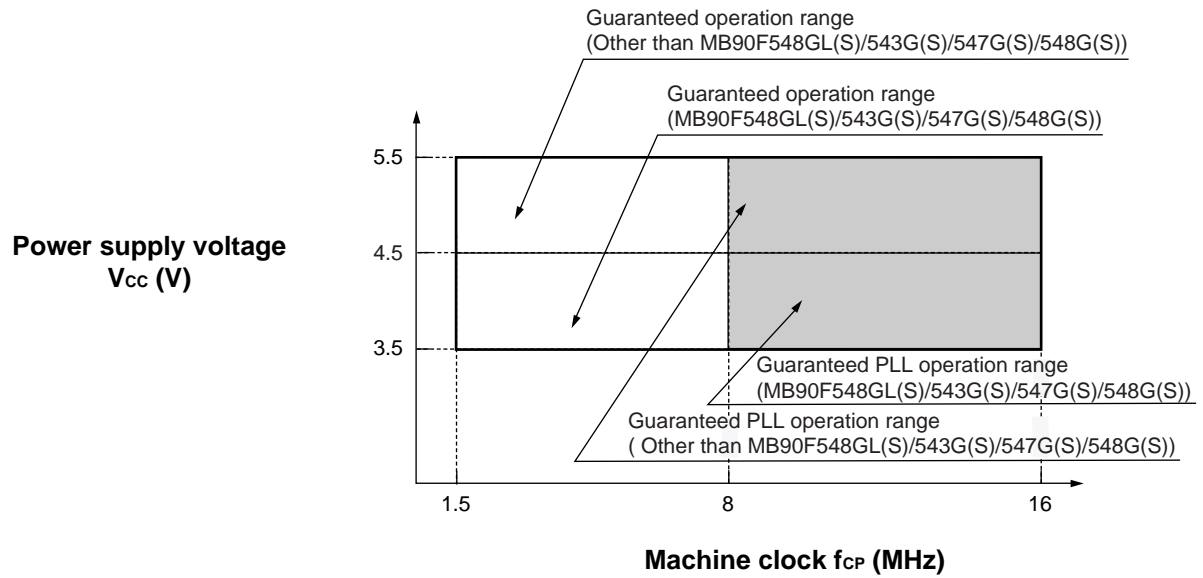 Guaranteed operation range
(Other than MB90F548GL(S)/543G(S)/547G(S)/548G(S))
Guaranteed operation range
(MB90F548GL(S)/543G(S)/547G(S)/548G(S))
5.5
Power supply voltage
VCC (V)
4.5
3.5
Guaranteed PLL operation range
(MB90F548GL(S)/543G(S)/547G(S)/548G(S))
Guaranteed PLL operation range
( Other than MB90F548GL(S)/543G(S)/547G(S)/548G(S))
1.5 8 16
Machine clock fCP (MHz)